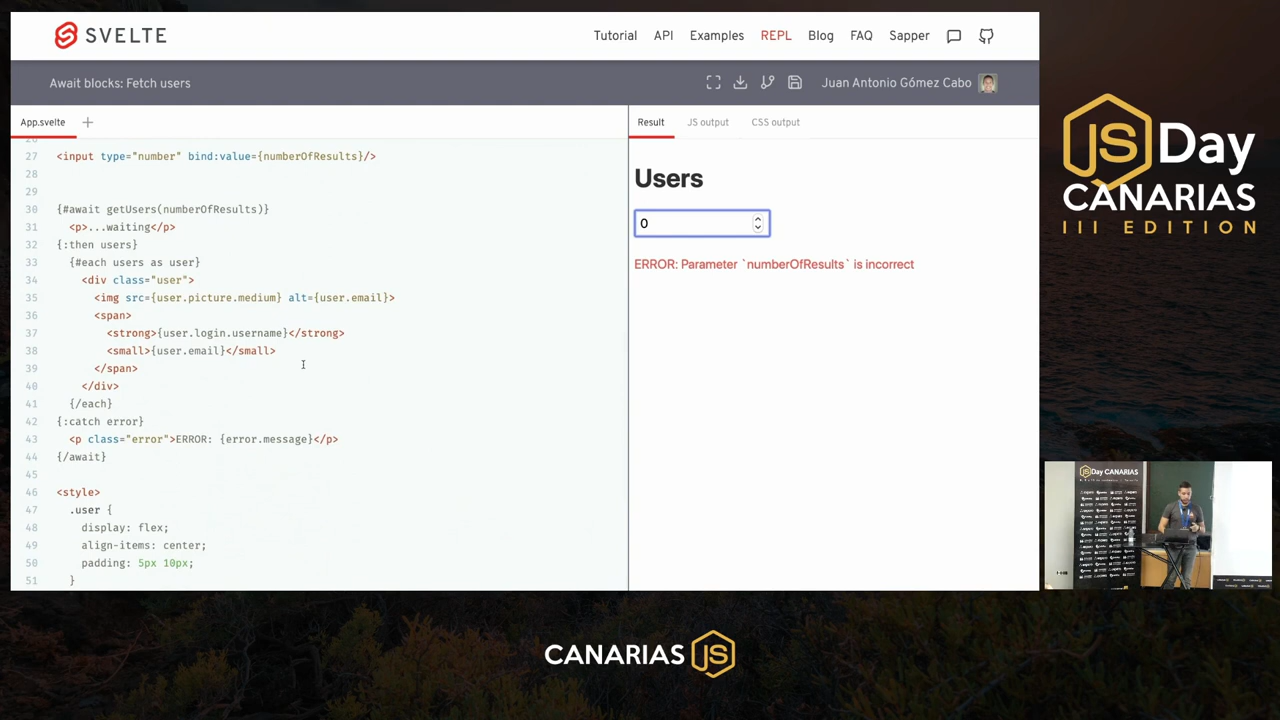 SVELTE
Tutorial API Examples REPL Blog FAQ Sapper
Await blocks: Fetch users
Juan Antonio Gómez Cabo
App.svelte +
27 <input type="number" bind:value={numberOfResults}/>
28
29
30 {#await getUsers(numberOfResults)}
31 <p>...waiting</p>
32 {:then users}
33 {#each users as user}
34 <div class="user">
35 <img src={user.picture.medium} alt={user.email}>
36 <span>
37 <strong>{user.login.username}</strong>
38 <small>{user.email}</small>
39 </span>
40 </div>
41 {/each}
42 {:catch error}
43 <p class="error">ERROR: {error.message}</p>
44 {/await}
45
46 <style>
47 .user {
48 display: flex;
49 align-items: center;
50 padding: 5px 10px;
51 }
Result JS output CSS output
Users
0
ERROR: Parameter `numberOfResults` is incorrect
JS Day
CANARIAS
III EDITION
JSDay CANARIAS
CANARIAS JS